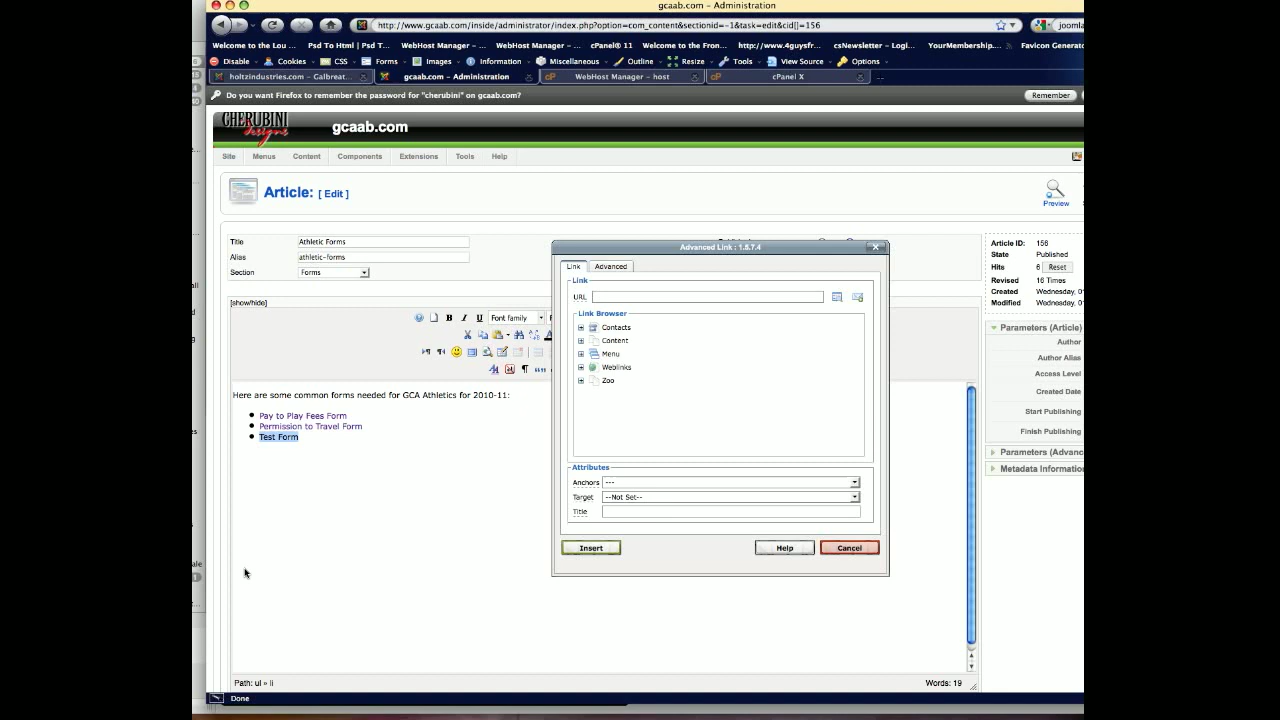 gcaab.com - Administration
http://www.gcaab.com/inside/administrator/index.php?option=com_content&sectionid=-1&task=edit&cid[]=156
Welcome to the Lou ... Psd To Html | Psd T... WebHost Manager - ... WebHost Manager - ... cPanel® 11 Welcome to the Fron... http://www.4guysfr... csNewsletter - Logi... YourMembership.... Favicon Generato
Disable Cookies CSS Forms Images Information Miscellaneous Outline Resize Tools View Source Options
holtzindustries.com - Galbreat... gcaab.com - Administration WebHost Manager - host cPanel X
Do you want Firefox to remember the password for "cherubini" on gcaab.com? Remember
CHERUBINI designs gcaab.com
Site Menus Content Components Extensions Tools Help
Article: [ Edit ] Preview
Title Athletic Forms
Alias athletic-forms
Section Forms
[show/hide]
Font family
Here are some common forms needed for GCA Athletics for 2010-11:
Pay to Play Fees Form
Permission to Travel Form
Test Form
Path: ul » li Words: 19
Advanced Link : 1.5.7.4
Link Advanced
Link
URL
Link Browser
Contacts
Content
Menu
Weblinks
Zoo
Attributes
Anchors ---
Target --Not Set--
Title
Insert Help Cancel
Article ID: 156
State Published
Hits 6 Reset
Revised 16 Times
Created Wednesday, 0
Modified Wednesday, 0
Parameters (Article)
Author
Author Alias
Access Level
Created Date
Start Publishing
Finish Publishing
Parameters (Advanc
Metadata Informatio
Done